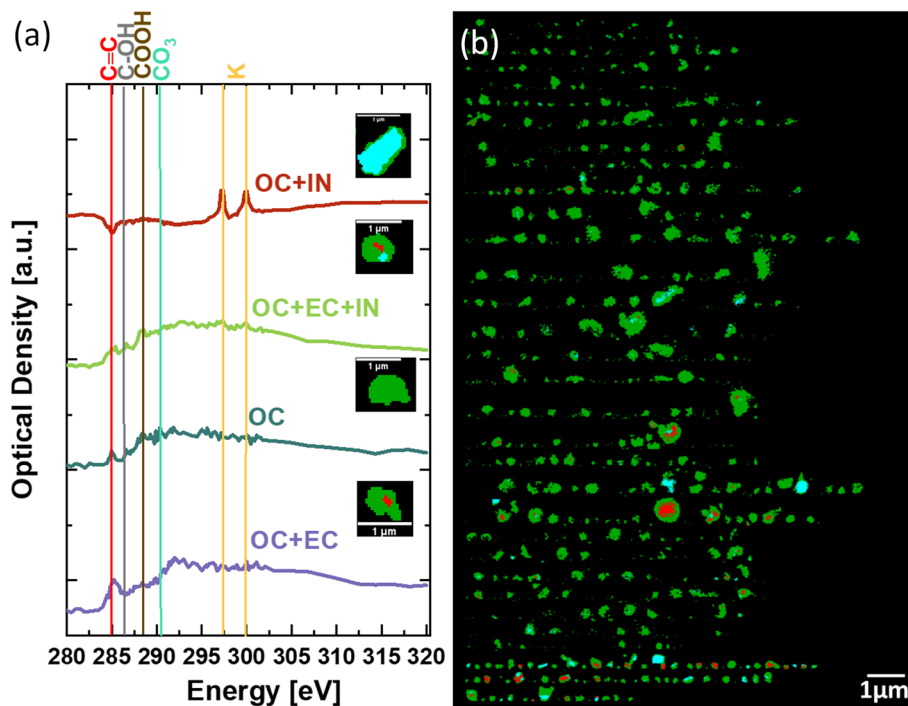 (a)
C=C
C-OH
COOH
CO3
K
1 µm
OC+IN
1 µm
OC+EC+IN
1 µm
OC
OC+EC
1 µm
Optical Density [a.u.]
280 285 290 295 300 305 310 315 320
Energy [eV]
(b)
1µm